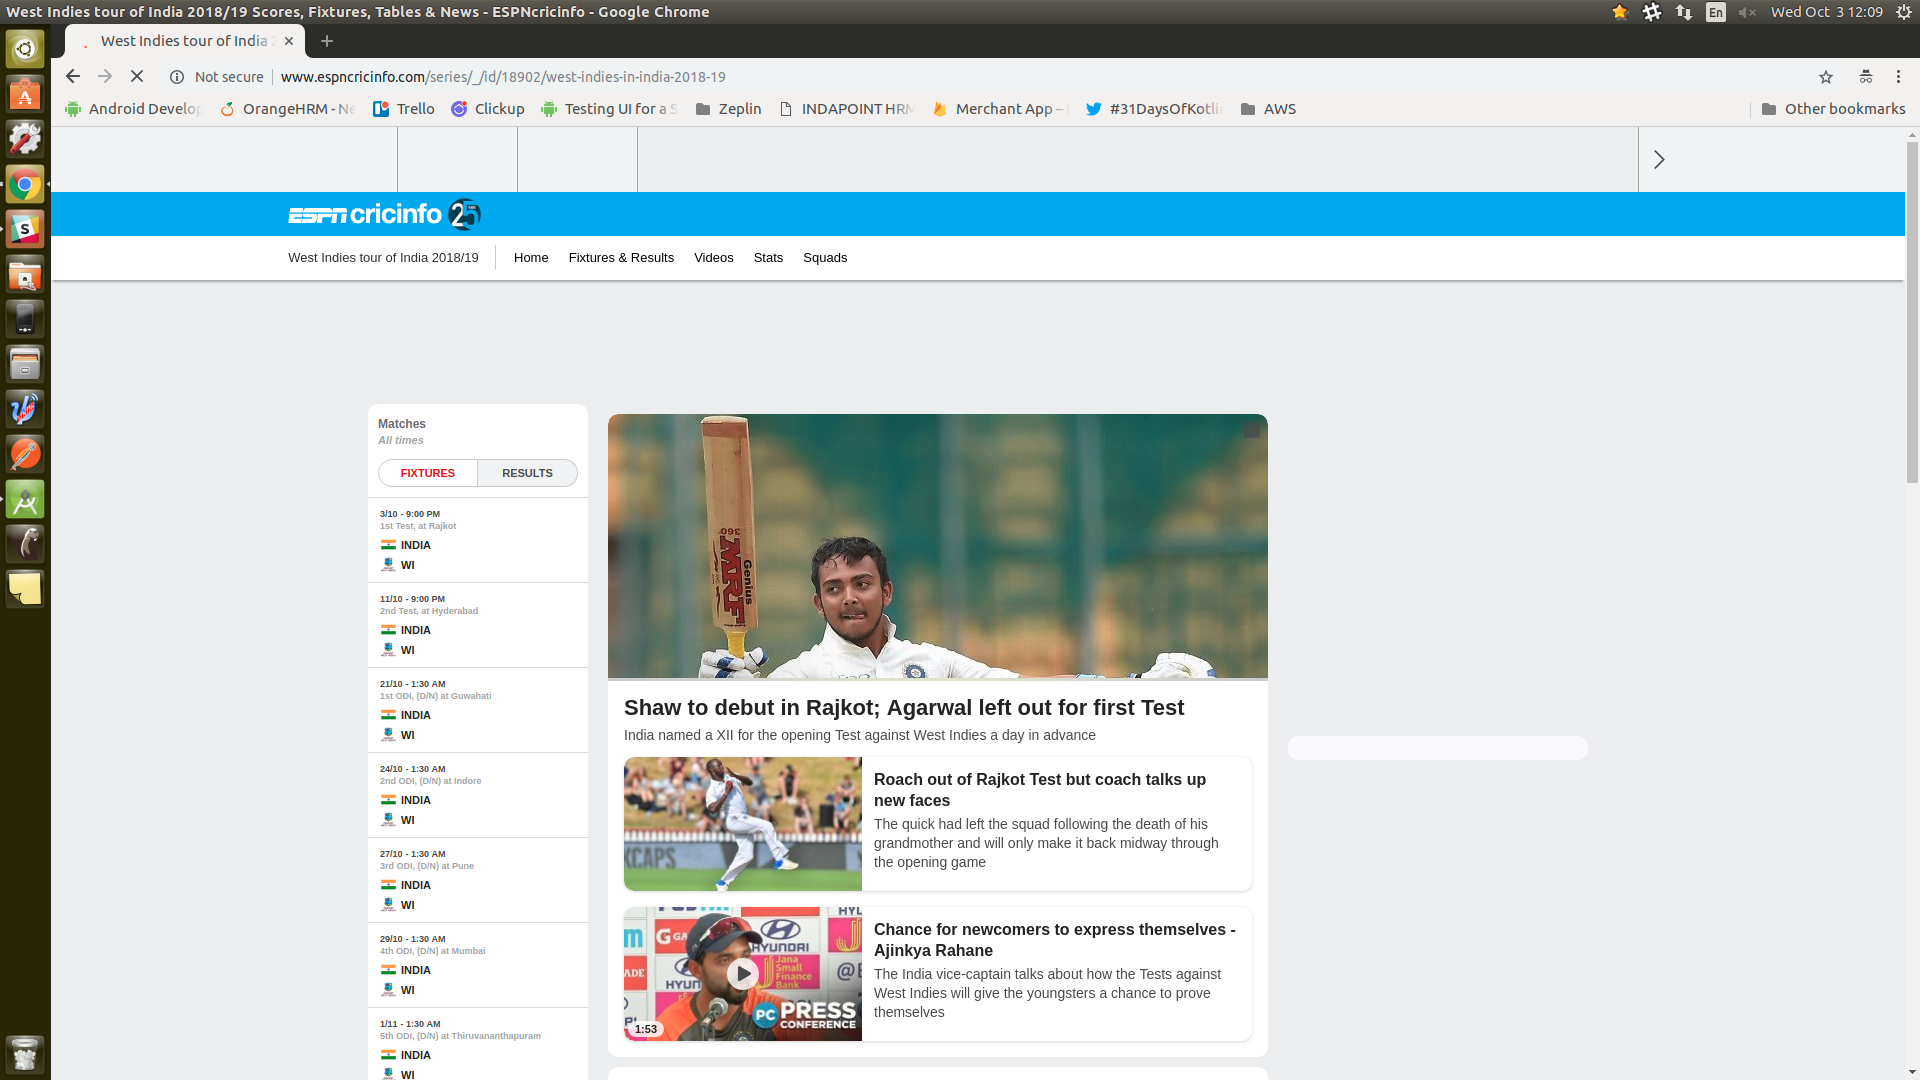 West Indies tour of India 2018/19 Scores, Fixtures, Tables & News - ESPNcricinfo - Google Chrome
En
Wed Oct 3 12:09
West Indies tour of India
Not secure
www.espncricinfo.com/series/_/id/18902/west-indies-in-india-2018-19
Android Develop
OrangeHRM - Ne
Trello
Clickup
Testing UI for a S
Zeplin
INDAPOINT HRM
Merchant App –
#31DaysOfKotli
AWS
Other bookmarks
ESPN cricinfo 25
West Indies tour of India 2018/19
Home
Fixtures & Results
Videos
Stats
Squads
Matches
All times
FIXTURES
RESULTS
3/10 - 9:00 PM
1st Test, at Rajkot
INDIA
WI
11/10 - 9:00 PM
2nd Test, at Hyderabad
INDIA
WI
21/10 - 1:30 AM
1st ODI, (D/N) at Guwahati
INDIA
WI
24/10 - 1:30 AM
2nd ODI, (D/N) at Indore
INDIA
WI
27/10 - 1:30 AM
3rd ODI, (D/N) at Pune
INDIA
WI
29/10 - 1:30 AM
4th ODI, (D/N) at Mumbai
INDIA
WI
1/11 - 1:30 AM
5th ODI, (D/N) at Thiruvananthapuram
INDIA
WI
360°
MRF
Genius
Shaw to debut in Rajkot; Agarwal left out for first Test
India named a XII for the opening Test against West Indies a day in advance
KCAPS
Roach out of Rajkot Test but coach talks up
new faces
The quick had left the squad following the death of his
grandmother and will only make it back midway through
the opening game
HYUNDAI
Jana
Small
Finance
Bank
PC PRESS
CONFERENCE
1:53
Chance for newcomers to express themselves -
Ajinkya Rahane
The India vice-captain talks about how the Tests against
West Indies will give the youngsters a chance to prove
themselves